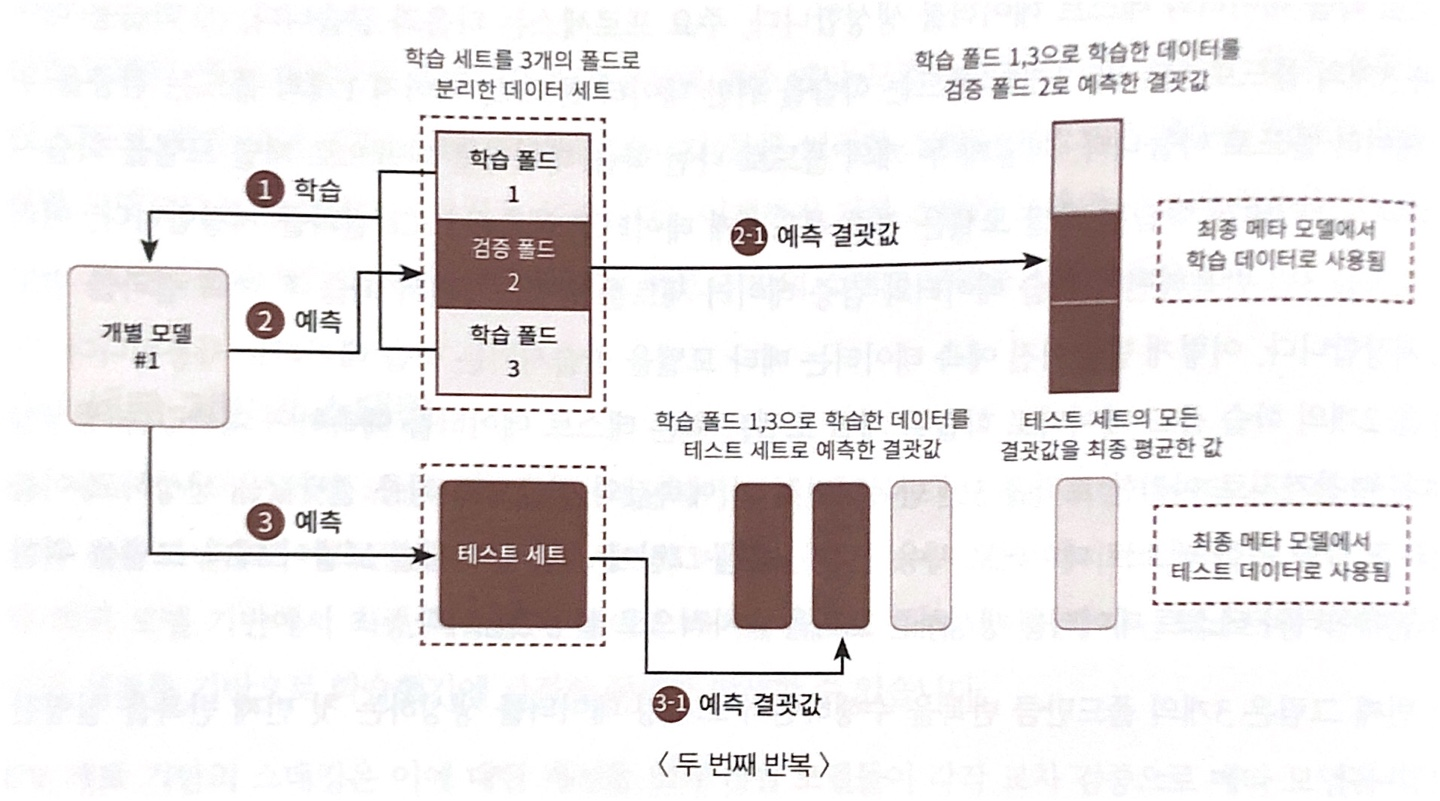 학습 세트를 3개의 폴드로
분리한 데이터 세트
학습 폴드 1,3으로 학습한 데이터를
검증 폴드 2로 예측한 결괏값
1 학습
학습 폴드
1
검증 폴드
2
학습 폴드
3
2-1 예측 결괏값
최종 메타 모델에서
학습 데이터로 사용됨
개별 모델
#1
2 예측
학습 폴드 1,3으로 학습한 데이터를
테스트 세트로 예측한 결괏값
테스트 세트의 모든
결괏값을 최종 평균한 값
3 예측
테스트 세트
최종 메타 모델에서
테스트 데이터로 사용됨
3-1 예측 결괏값
〈 두 번째 반복 〉